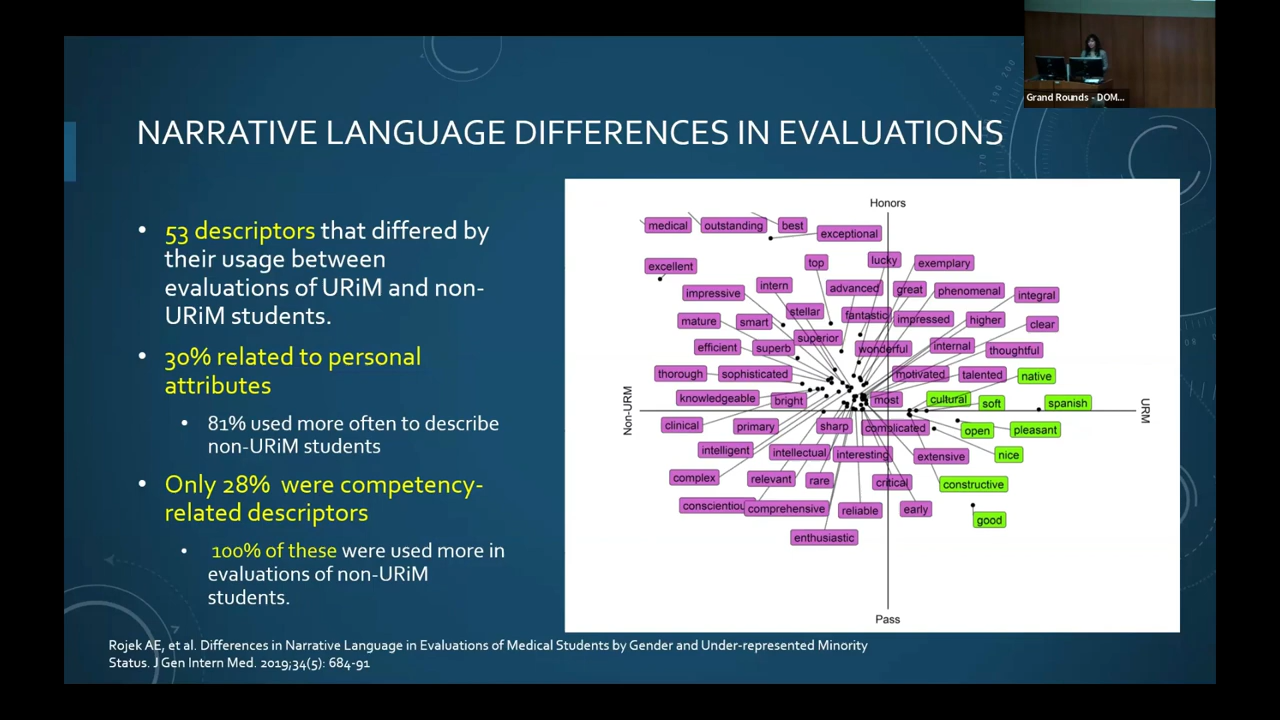 Grand Rounds - DOM...
NARRATIVE LANGUAGE DIFFERENCES IN EVALUATIONS
• 53 descriptors that differed by
their usage between
evaluations of URiM and non-
URiM students.
• 30% related to personal
attributes
• 81% used more often to describe
non-URiM students
• Only 28% were competency-
related descriptors
• 100% of these were used more in
evaluations of non-URiM
students.
Honors
medical outstanding best
exceptional
excellent top lucky exemplary
impressive intern advanced great phenomenal integral
mature smart stellar fantastic impressed higher clear
superior
efficient superb wonderful internal thoughtful
thorough sophisticated motivated talented native
knowledgeable bright most cultural soft spanish
Non-URM
URM
clinical primary sharp complicated open pleasant
intelligent intellectual interesting extensive nice
complex relevant rare critical constructive
conscientiou comprehensive reliable early good
enthusiastic
Pass
Rojek AE, et al. Differences in Narrative Language in Evaluations of Medical Students by Gender and Under-represented Minority
Status. J Gen Intern Med. 2019;34(5): 684-91